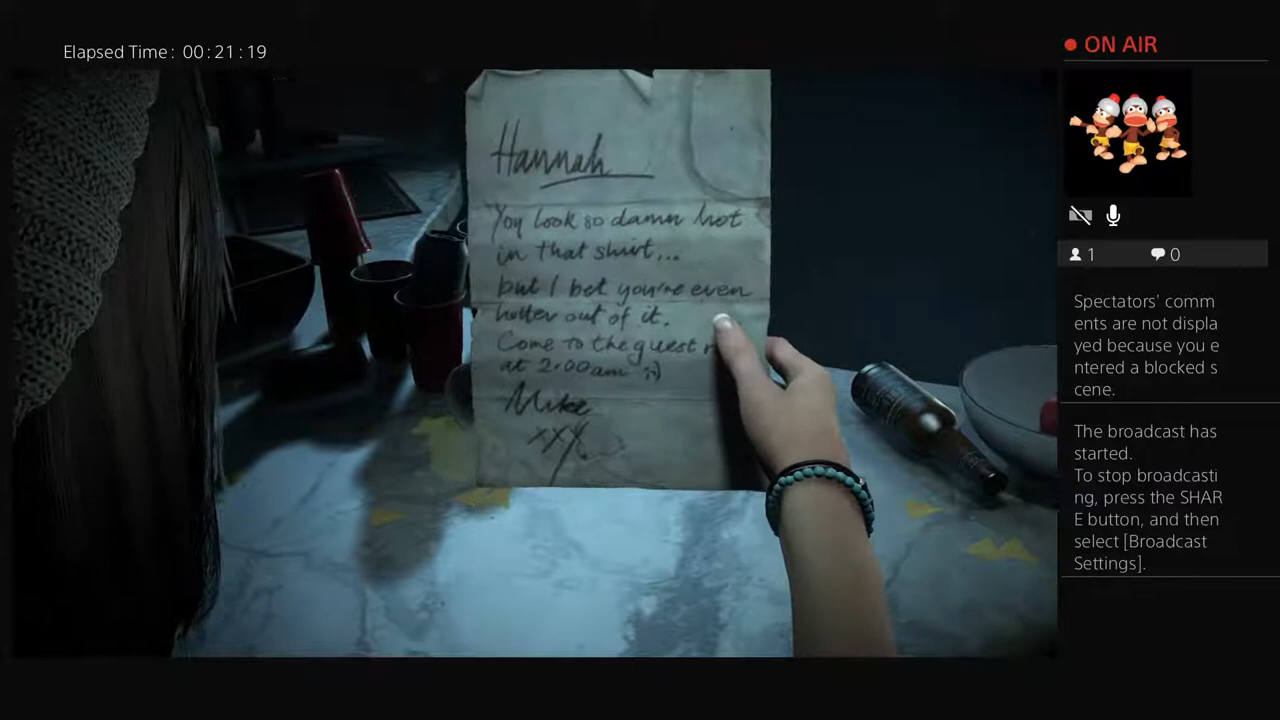 Elapsed Time: 00:21:19
ON AIR
Hannah
You look so damn hot
in that shirt...
but I bet you're even
hotter out of it.
Come to the guest
at 2.00am ;)
Mike
xxx
1
0
Spectators' comm
ents are not displa
yed because you e
ntered a blocked s
cene.
The broadcast has
started.
To stop broadcasti
ng, press the SHAR
E button, and then
select [Broadcast
Settings].